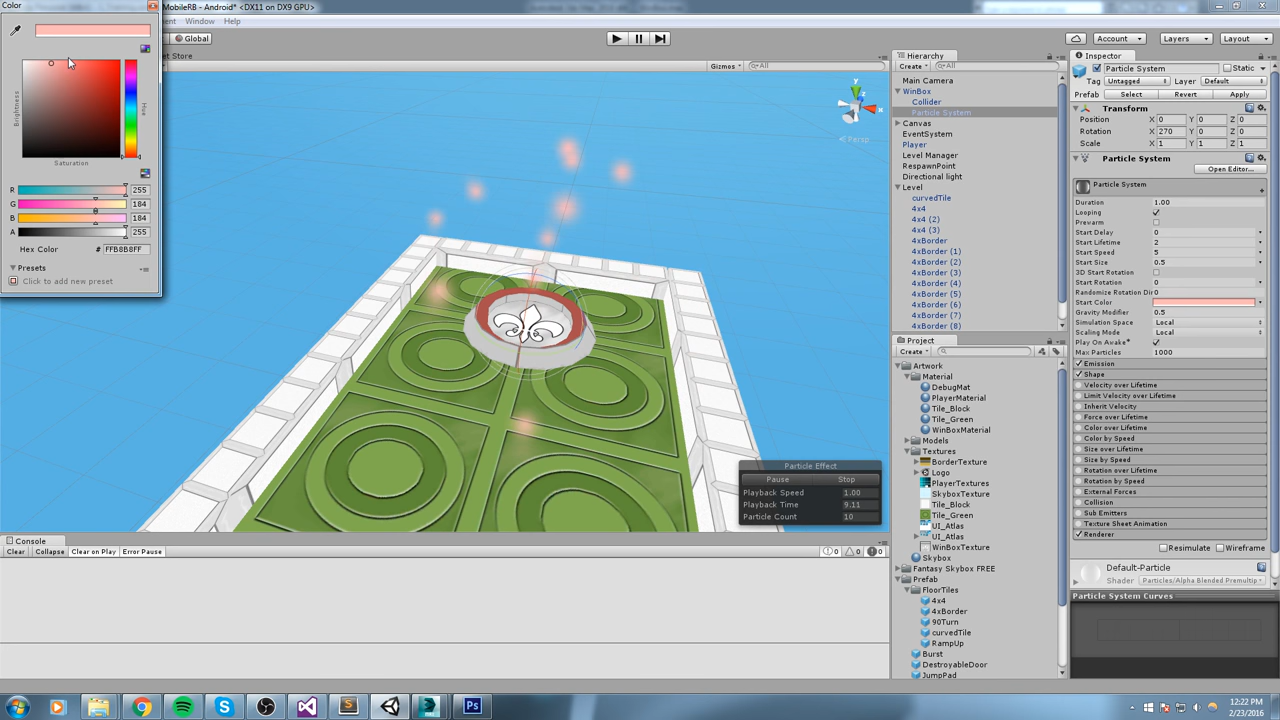 Color
MobileRB - Android* <DX11 on DX9 GPU>
Window Help
Global
Account
Layers
Layout
et Store
Gizmos
All
Brightness
Hue
Saturation
R 255
G 184
B 184
A 255
Hex Color # FFB8B8FF
Presets
Click to add new preset
y
Persp
Particle Effect
Pause Stop
Playback Speed 1.00
Playback Time 9.11
Particle Count 10
Console
Clear Collapse Clear on Play Error Pause
0 0 0
Hierarchy
Create
All
Main Camera
WinBox
Collider
Particle System
Canvas
EventSystem
Player
Level Manager
RespawnPoint
Directional light
Level
curvedTile
4x4
4x4 (2)
4x4 (3)
4xBorder
4xBorder (1)
4xBorder (2)
4xBorder (3)
4xBorder (4)
4xBorder (5)
4xBorder (6)
4xBorder (7)
4xBorder (8)
Project
Create
Artwork
Material
DebugMat
PlayerMaterial
Tile_Block
Tile_Green
WinBoxMaterial
Models
Textures
BorderTexture
Logo
PlayerTextures
SkyboxTexture
Tile_Block
Tile_Green
UI_Atlas
UI_Atlas
WinBoxTexture
Skybox
Fantasy Skybox FREE
Prefab
FloorTiles
4x4
4xBorder
90Turn
curvedTile
RampUp
Burst
DestroyableDoor
JumpPad
Inspector
Particle System
Static
Tag Untagged Layer Default
Prefab Select Revert Apply
Transform
Position X 0 Y 0 Z 0
Rotation X 270 Y 0 Z 0
Scale X 1 Y 1 Z 1
Particle System
Open Editor...
Particle System
Duration 1.00
Looping
Prewarm
Start Delay 0
Start Lifetime 2
Start Speed 5
Start Size 0.5
3D Start Rotation
Start Rotation 0
Randomize Rotation Dir 0
Start Color
Gravity Modifier 0.5
Simulation Space Local
Scaling Mode Local
Play On Awake*
Max Particles 1000
Emission
Shape
Velocity over Lifetime
Limit Velocity over Lifetime
Inherit Velocity
Force over Lifetime
Color over Lifetime
Color by Speed
Size over Lifetime
Size by Speed
Rotation over Lifetime
Rotation by Speed
External Forces
Collision
Sub Emitters
Texture Sheet Animation
Renderer
Resimulate Wireframe
Default-Particle
Shader Particles/Alpha Blended Premultip
Particle System Curves
Ps
12:22 PM
2/23/2016